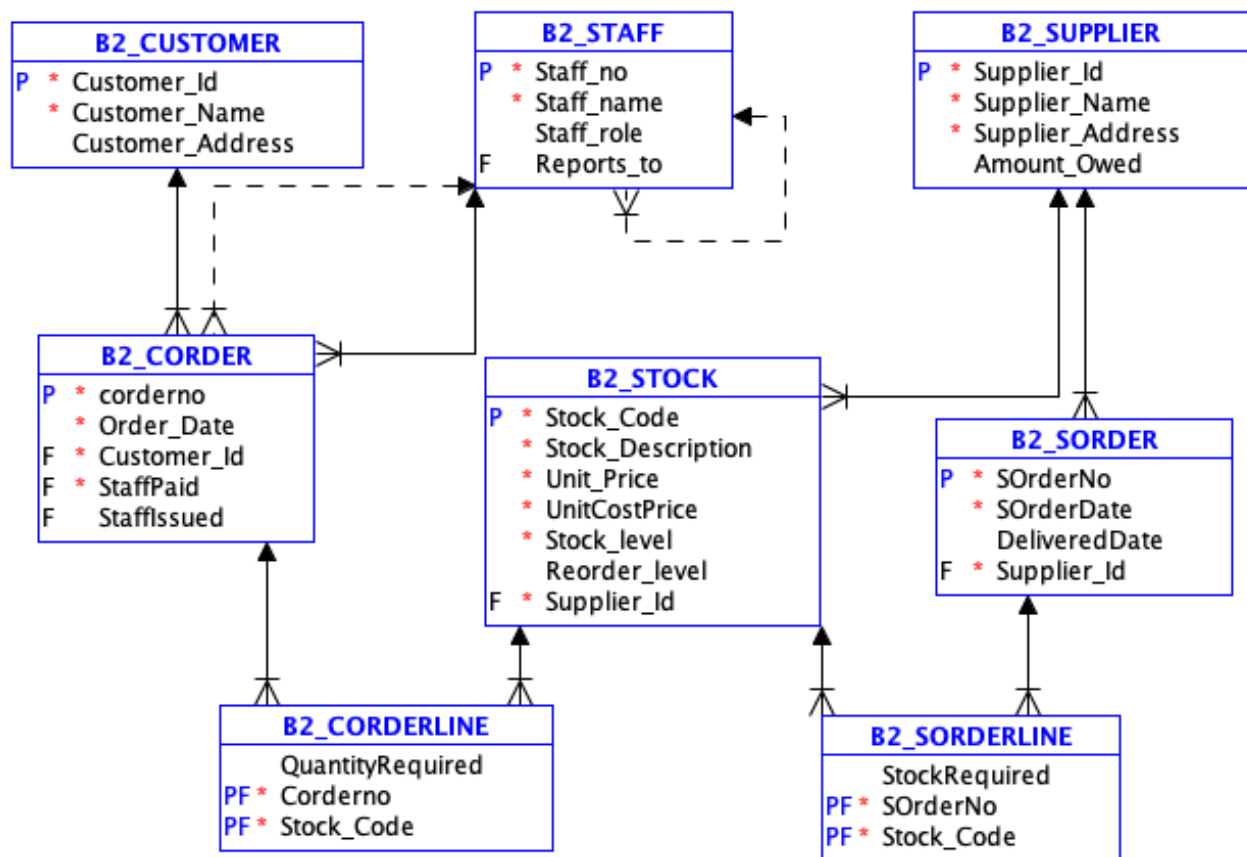 B2_CUSTOMER
P * Customer_Id
* Customer_Name
Customer_Address
B2_STAFF
P * Staff_no
* Staff_name
Staff_role
F Reports_to
B2_SUPPLIER
P * Supplier_Id
* Supplier_Name
* Supplier_Address
Amount_Owed
B2_CORDER
P * corderno
* Order_Date
F * Customer_Id
F * StaffPaid
F StaffIssued
B2_STOCK
P * Stock_Code
* Stock_Description
* Unit_Price
* UnitCostPrice
* Stock_level
Reorder_level
F * Supplier_Id
B2_SORDER
P * SOrderNo
* SOrderDate
DeliveredDate
F * Supplier_Id
B2_CORDERLINE
QuantityRequired
PF * Corderno
PF * Stock_Code
B2_SORDERLINE
StockRequired
PF * SOrderNo
PF * Stock_Code